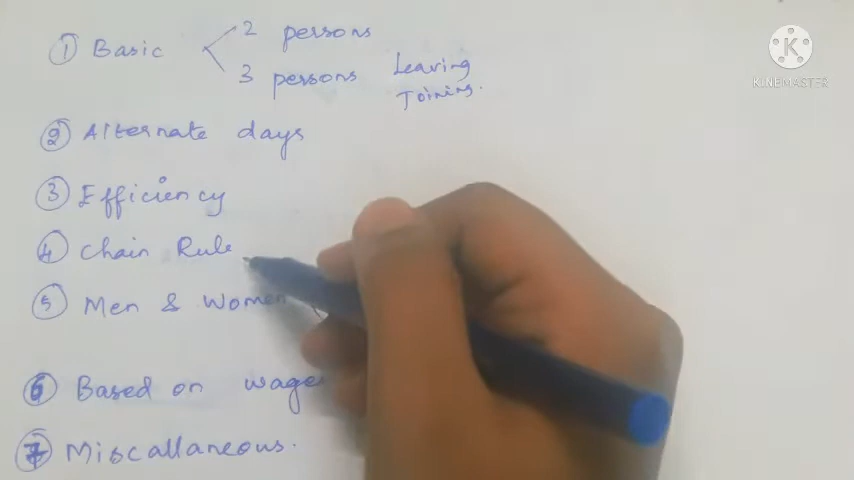 ① Basic
2 persons
3 persons Leaving
Joining.
② Alternate days
③ Efficiency
④ Chain Rule
⑤ Men & Women
⑥ Based on wage
⑦ Miscallaneous.
K
KINEMASTER